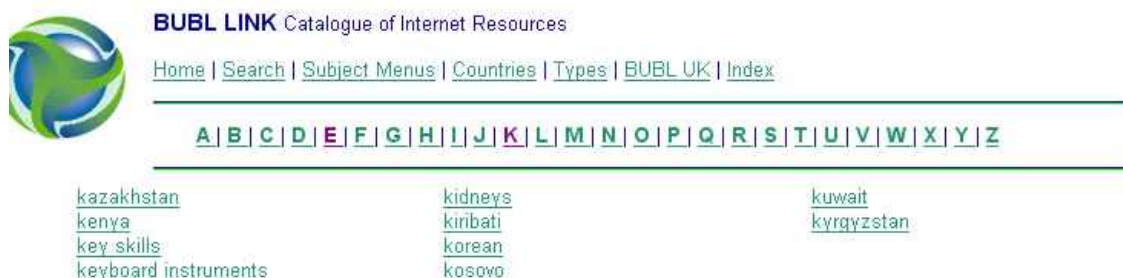 BUBL LINK Catalogue of Internet Resources
Home | Search | Subject Menus | Countries | Types | BUBL UK | Index
A | B | C | D | E | F | G | H | I | J | K | L | M | N | O | P | Q | R | S | T | U | V | W | X | Y | Z
kazakhstan
kenya
key skills
keyboard instruments
kidneys
kiribati
korean
kosovo
kuwait
kyrgyzstan